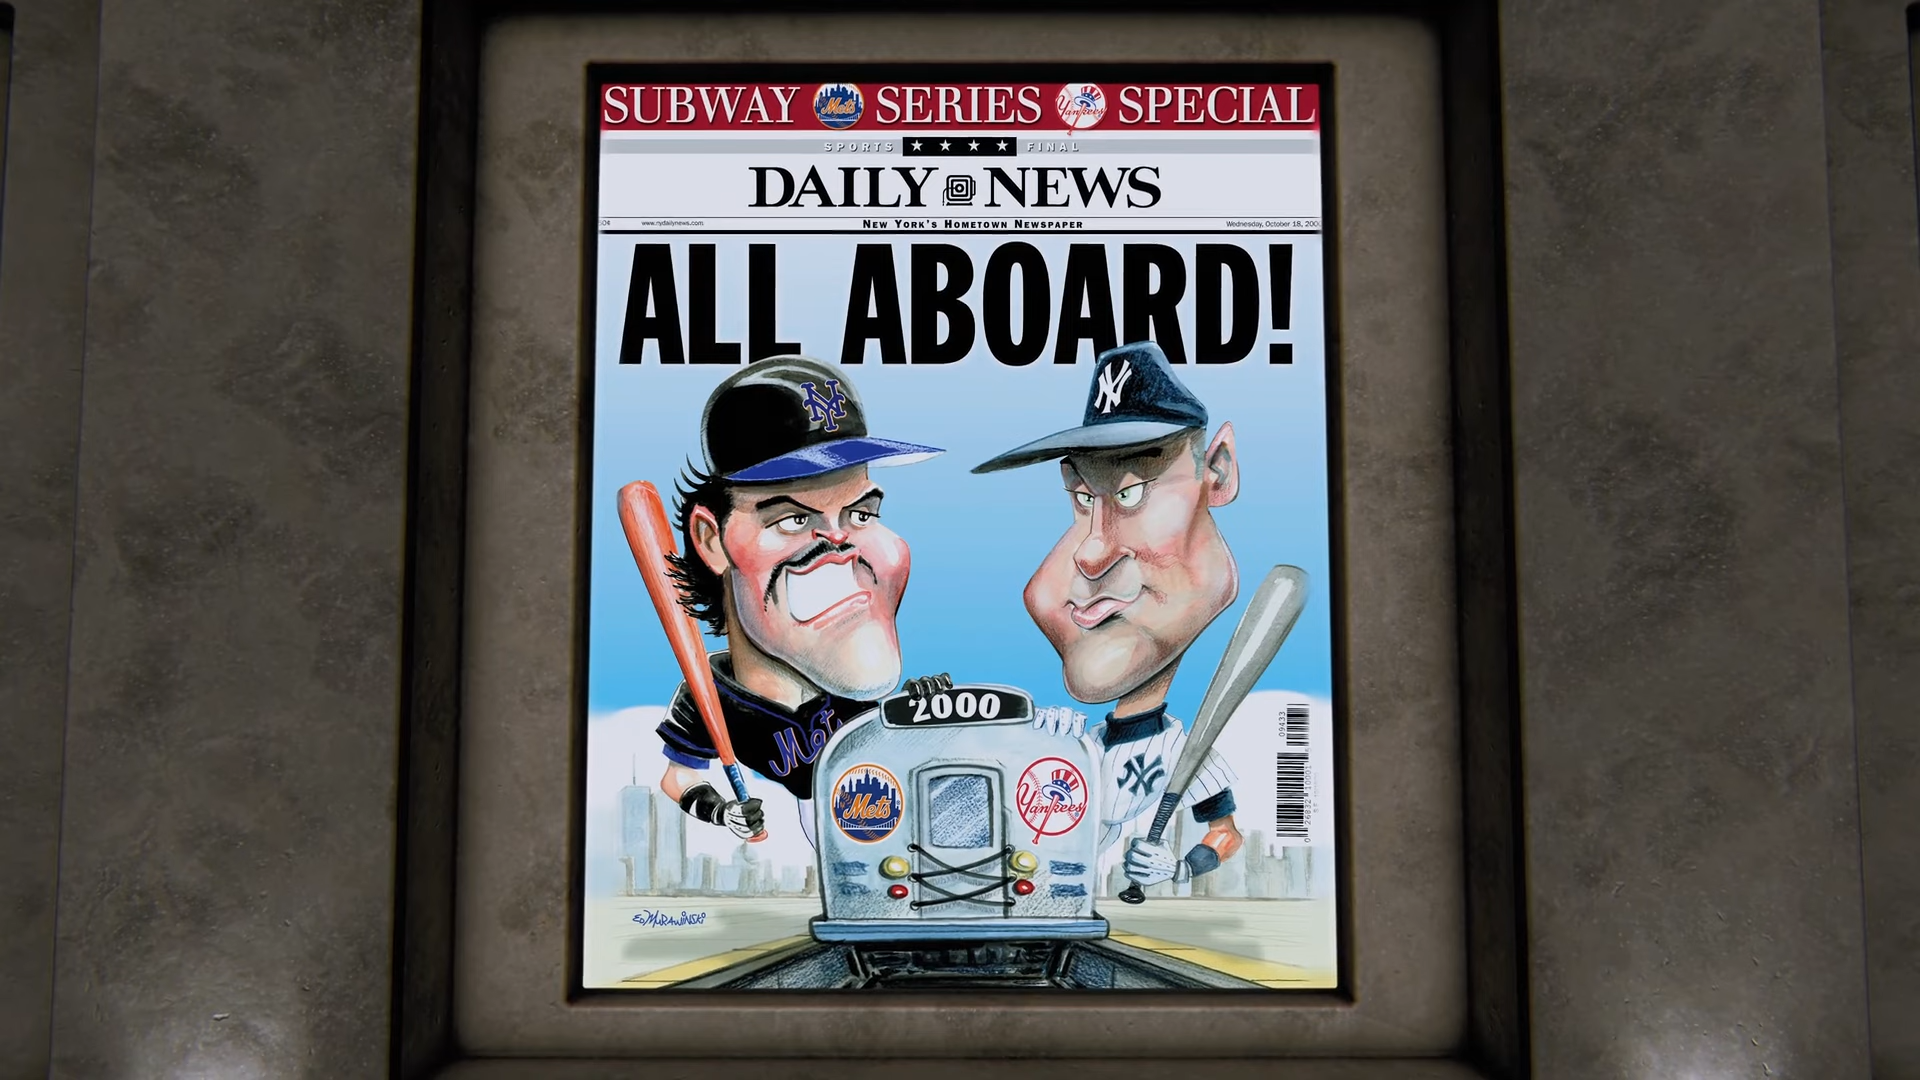 SUBWAY Mets SERIES Yankees SPECIAL
SPORTS ★ ★ ★ ★ FINAL
DAILY NEWS
www.nydailynews.com NEW YORK'S HOMETOWN NEWSPAPER Wednesday, October 18, 2000
ALL ABOARD!
NY
NY
2000
Mets
Mets
Yankees
NY
09433
ED MURAWINSKI